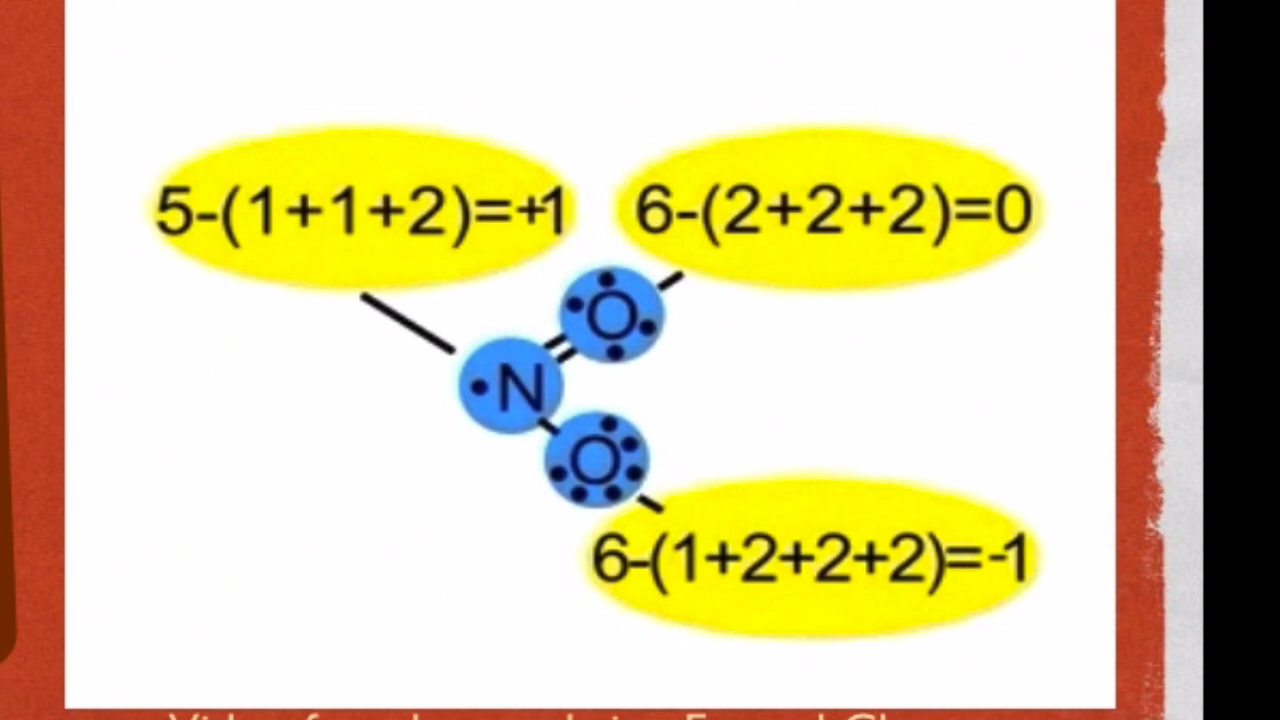 5-(1+1+2)=+1
6-(2+2+2)=0
O
N
O
6-(1+2+2+2)=-1